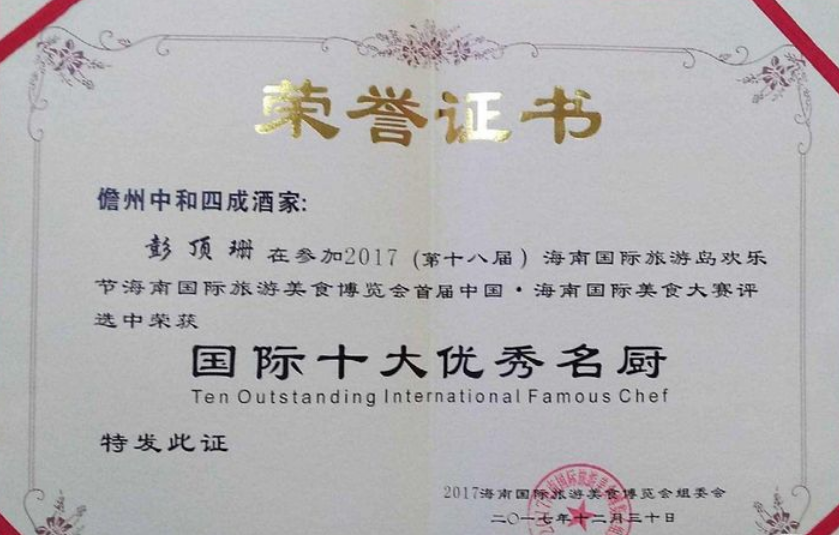 荣誉证书
儋州中和四成酒家:
彭顶珊在参加2017(第十八届)海南国际旅游岛欢乐
节海南国际旅游美食博览会首届中国·海南国际美食大赛评
选中荣获
国际十大优秀名厨
Ten Outstanding International Famous Chef
特发此证
2017海南国际旅游美食博览会组委会
二〇一七年十二月三十日